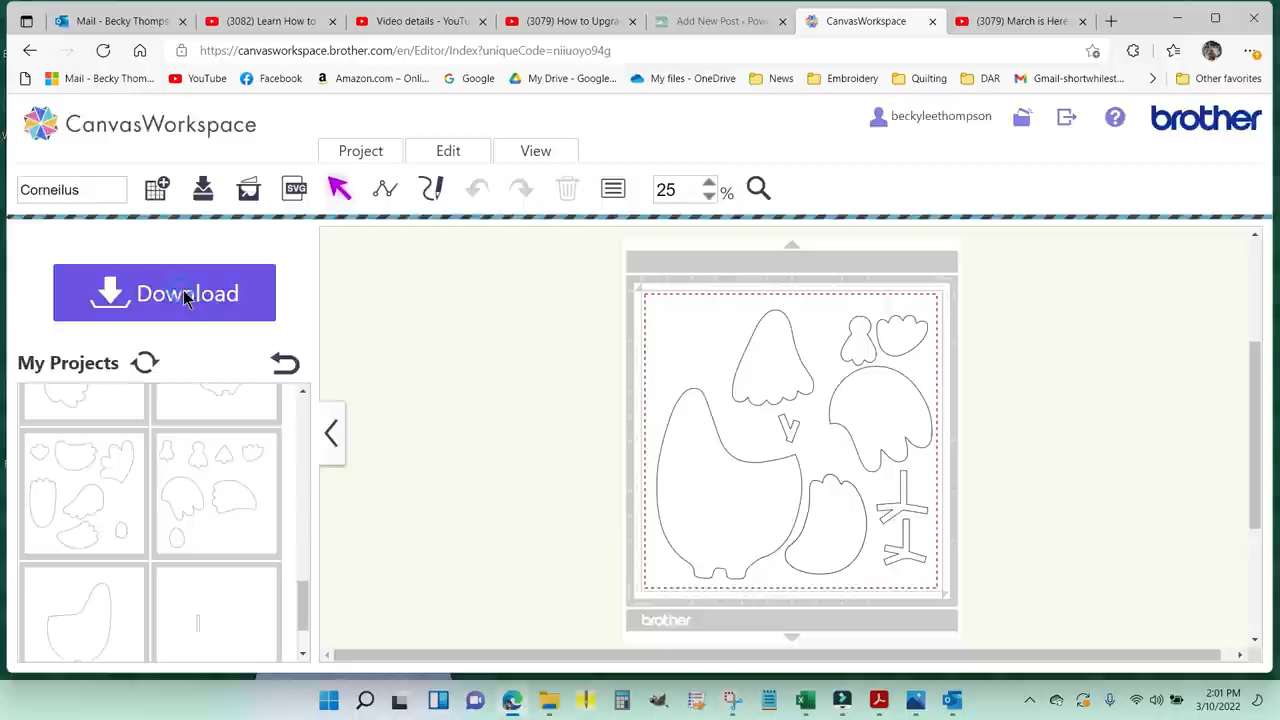 Mail - Becky Thomps
(3082) Learn How to
Video details - YouTu
(3079) How to Upgra
Add New Post ‹ Pow
CanvasWorkspace
(3079) March is Here
https://canvasworkspace.brother.com/en/Editor/Index?uniqueCode=niiuoyo94g
Mail - Becky Thom...
YouTube
Facebook
Amazon.com – Onli...
Google
My Drive - Google...
My files - OneDrive
News
Embroidery
Quilting
DAR
Gmail-shortwhilest...
Other favorites
CanvasWorkspace
beckyleethompson
brother
Project
Edit
View
Corneilus
SVG
25
%
Download
My Projects
brother
2:01 PM
3/10/2022